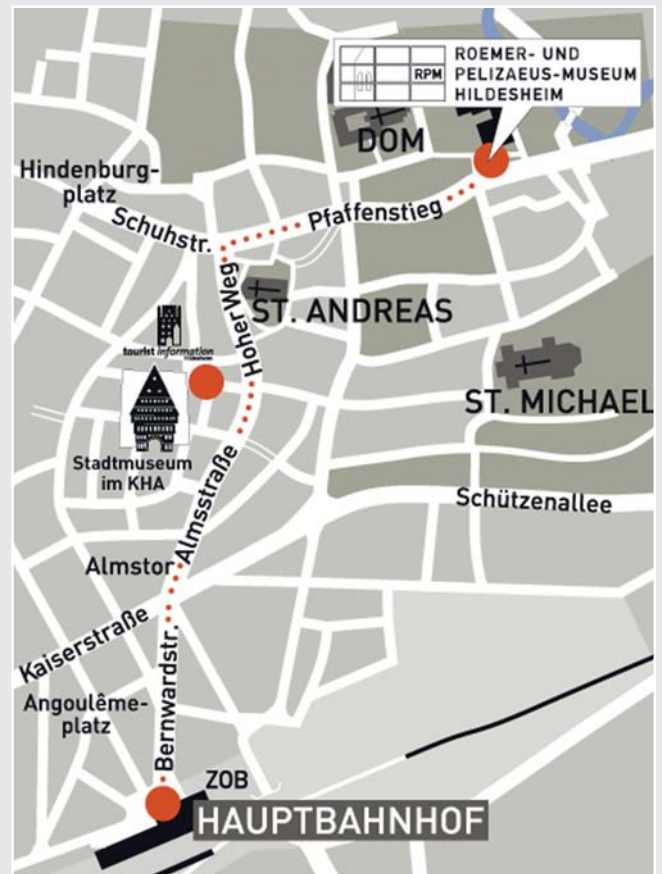 ROEMER- UND
PELIZAEUS-MUSEUM
HILDESHEIM
RPM
DOM
Hindenburg-
platz
Schuhstr.
Pfaffenstieg
Hoher Weg
ST. ANDREAS
tourist information
ST. MICHAEL
Stadtmuseum
im KHA
Schützenallee
Almsstraße
Almstor
Kaiserstraße
Bernwardstr.
Angoulême-
platz
ZOB
HAUPTBAHNHOF